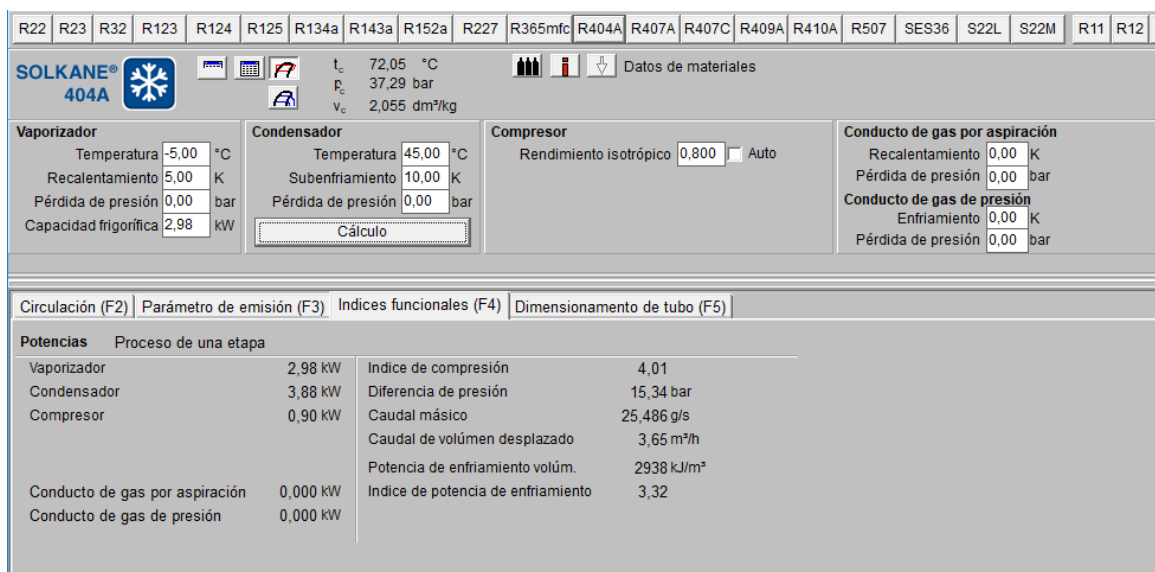 R22 R23 R32 R123 R124 R125 R134a R143a R152a R227 R365mfc R404A R407A R407C R409A R410A R507 SES36 S22L S22M R11 R12
SOLKANE®
404A
tc 72,05 °C
pc 37,29 bar
vc 2,055 dm³/kg
Datos de materiales
Vaporizador
Temperatura -5,00 °C
Recalentamiento 5,00 K
Pérdida de presión 0,00 bar
Capacidad frigorífica 2,98 kW
Condensador
Temperatura 45,00 °C
Subenfriamiento 10,00 K
Pérdida de presión 0,00 bar
Cálculo
Compresor
Rendimiento isotrópico 0,800 Auto
Conducto de gas por aspiración
Recalentamiento 0,00 K
Pérdida de presión 0,00 bar
Conducto de gas de presión
Enfriamiento 0,00 K
Pérdida de presión 0,00 bar
Circulación (F2) Parámetro de emisión (F3) Indices funcionales (F4) Dimensionamento de tubo (F5)
Potencias Proceso de una etapa
Vaporizador 2,98 kW
Condensador 3,88 kW
Compresor 0,90 kW
Conducto de gas por aspiración 0,000 kW
Conducto de gas de presión 0,000 kW
Indice de compresión 4,01
Diferencia de presión 15,34 bar
Caudal másico 25,486 g/s
Caudal de volúmen desplazado 3,65 m³/h
Potencia de enfriamiento volúm. 2938 kJ/m³
Indice de potencia de enfriamiento 3,32